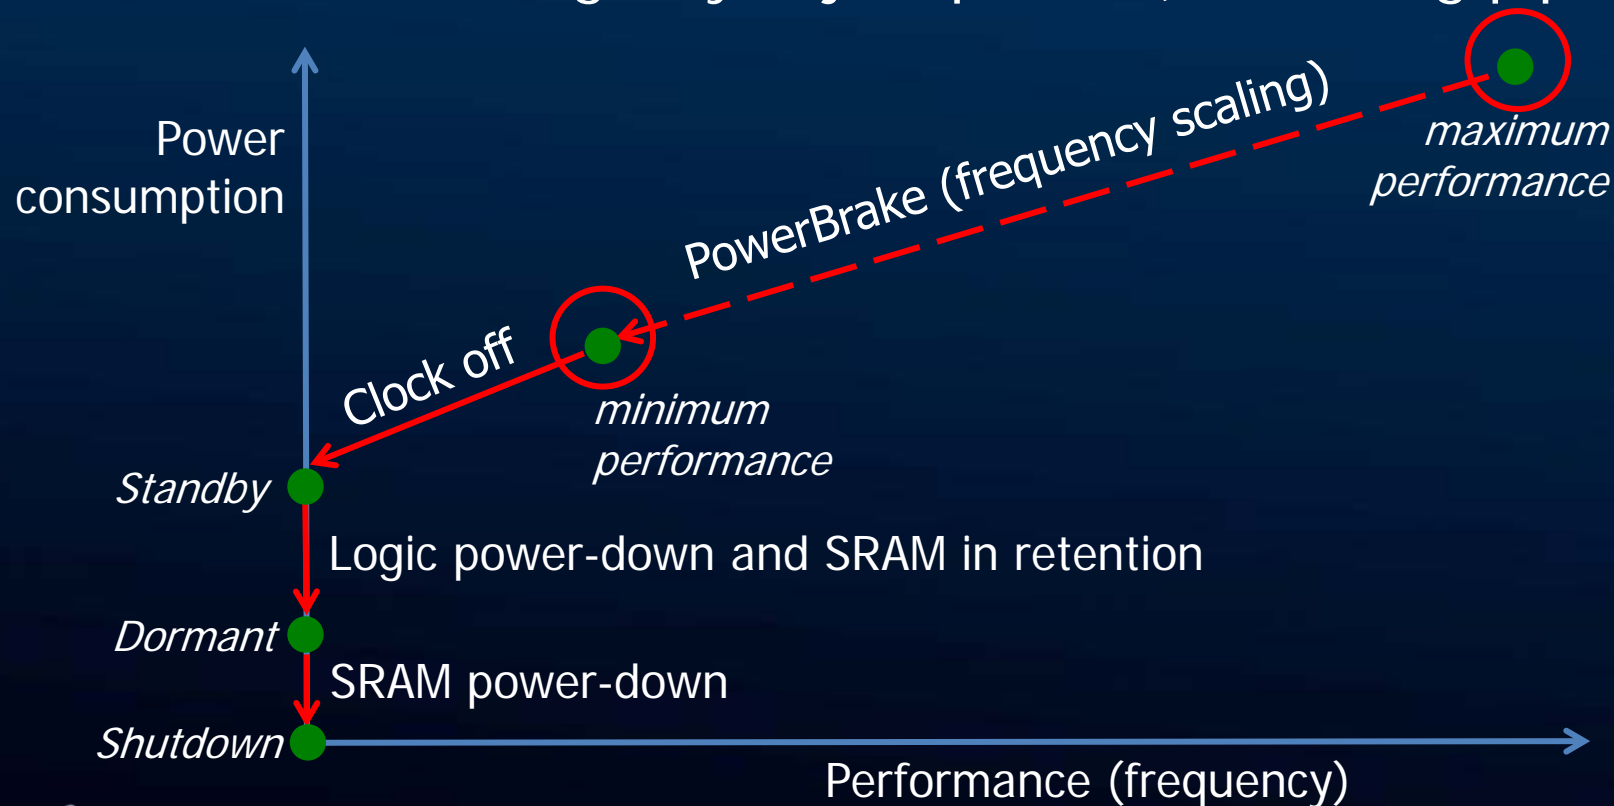 Power
consumption
PowerBrake (frequency scaling)
maximum
performance
Clock off
minimum
performance
Standby
Logic power-down and SRAM in retention
Dormant
SRAM power-down
Shutdown
Performance (frequency)